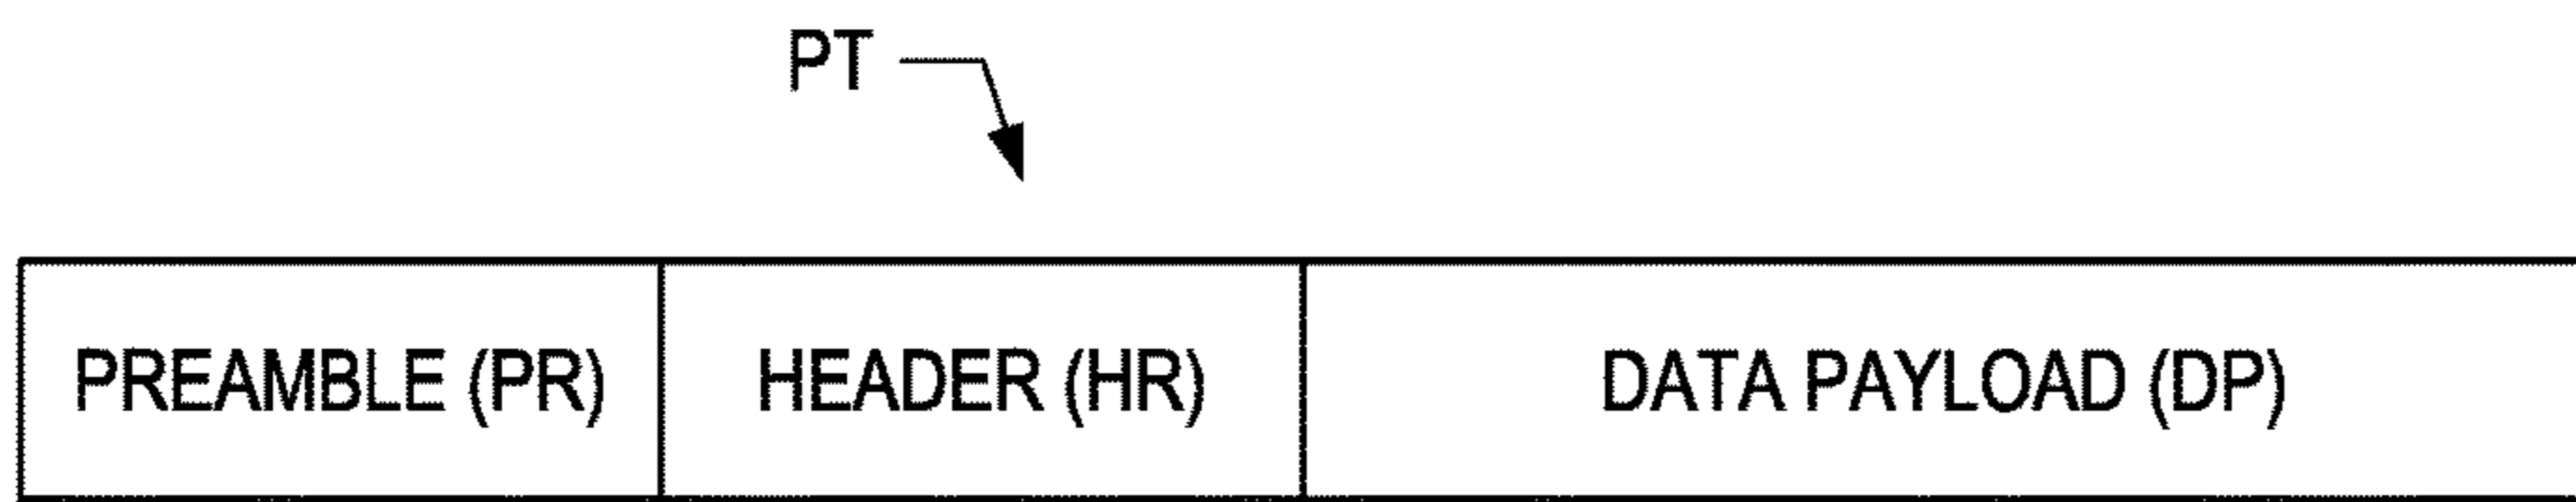 PT
PREAMBLE (PR) HEADER (HR) DATA PAYLOAD (DP)